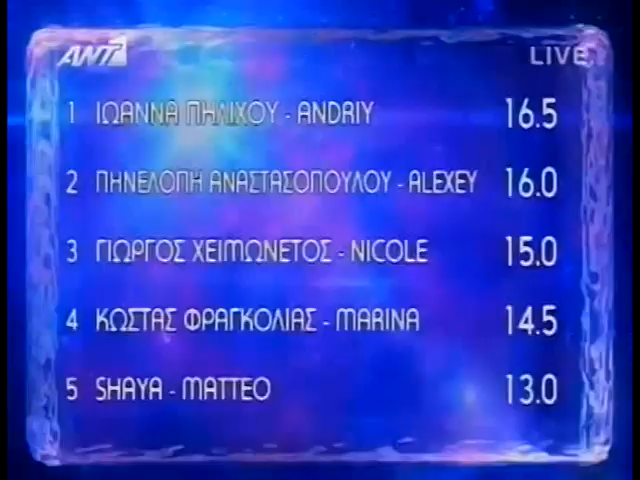 ANT1
LIVE
1 ΙΩΑΝΝΑ ΠΗΛΙΧΟΥ - ANDRIY 16.5
2 ΠΗΝΕΛΟΠΗ ΑΝΑΣΤΑΣΟΠΟΥΛΟΥ - ALEXEY 16.0
3 ΓΙΩΡΓΟΣ ΧΕΙΜΩΝΕΤΟΣ - NICOLE 15.0
4 ΚΩΣΤΑΣ ΦΡΑΓΚΟΛΙΑΣ - MARINA 14.5
5 SHAYA - MATTEO 13.0